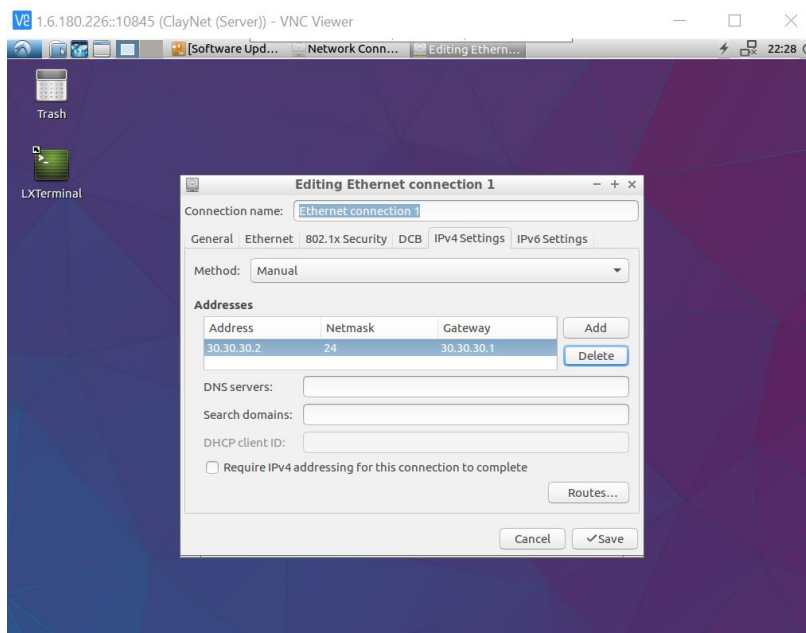 VR 1.6.180.226::10845 (ClayNet (Server)) - VNC Viewer
[Software Upd... Network Conn... Editing Ethern... 22:28
Trash
LXTerminal
Editing Ethernet connection 1
Connection name: Ethernet connection 1
General Ethernet 802.1x Security DCB IPv4 Settings IPv6 Settings
Method: Manual
Addresses
Address Netmask Gateway Add
30.30.30.2 24 30.30.30.1
Delete
DNS servers:
Search domains:
DHCP client ID:
Require IPv4 addressing for this connection to complete
Routes...
Cancel Save